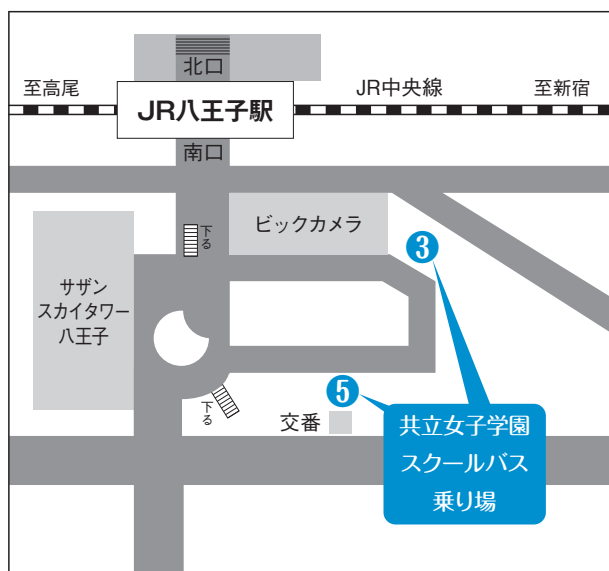 北口
至高尾
JR中央線
至新宿
JR八王子駅
南口
ビックカメラ
下る
3
サザン
スカイタワー
八王子
5
下る
交番
共立女子学園
スクールバス
乗り場